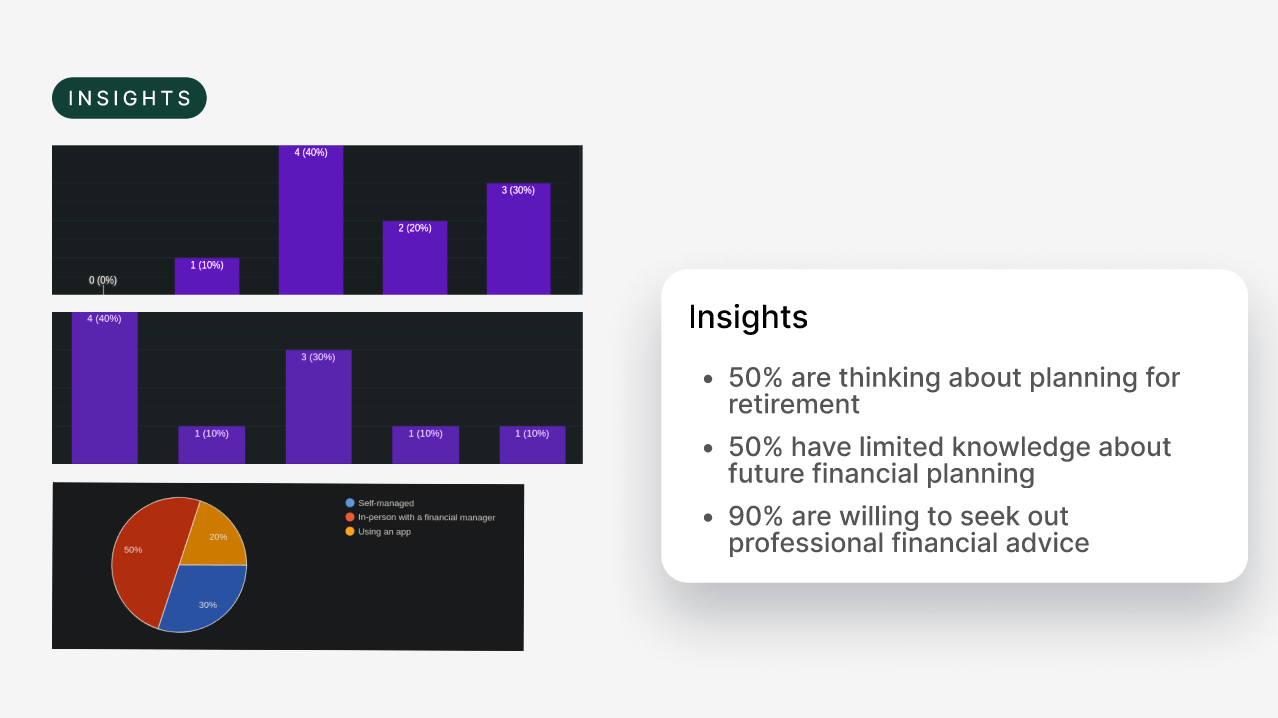 INSIGHTS
4 (40%)
3 (30%)
2 (20%)
1 (10%)
0 (0%)
4 (40%)
3 (30%)
1 (10%)
1 (10%)
1 (10%)
Self-managed
In-person with a financial manager
Using an app
20%
50%
30%
Insights
• 50% are thinking about planning for
retirement
• 50% have limited knowledge about
future financial planning
• 90% are willing to seek out
professional financial advice